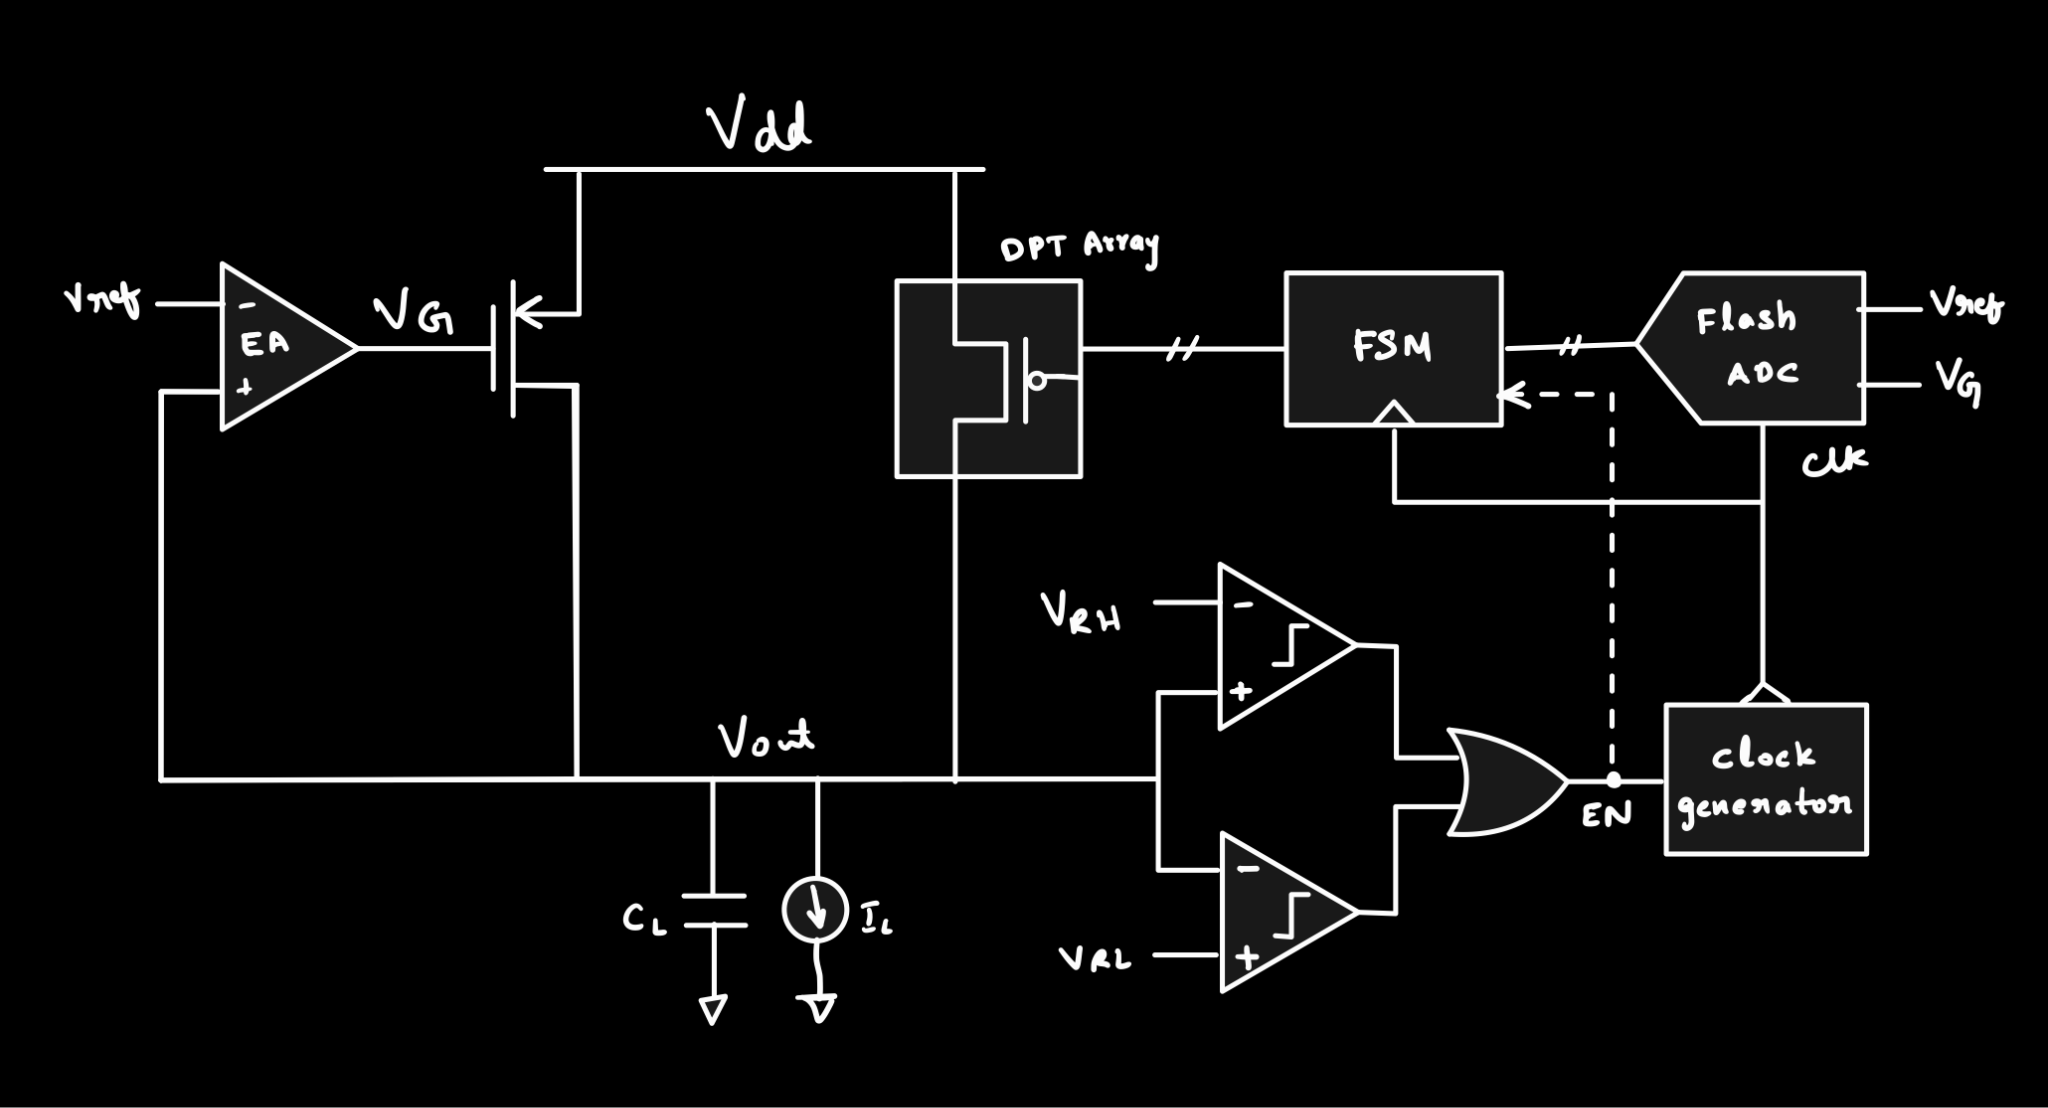 Vdd
DPT Array
Vref
-
EA
+
VG
FSM
Flash
ADC
Vref
VG
Clk
VRH
-
+
Vout
-
+
VRL
EN
Clock
generator
CL
IL